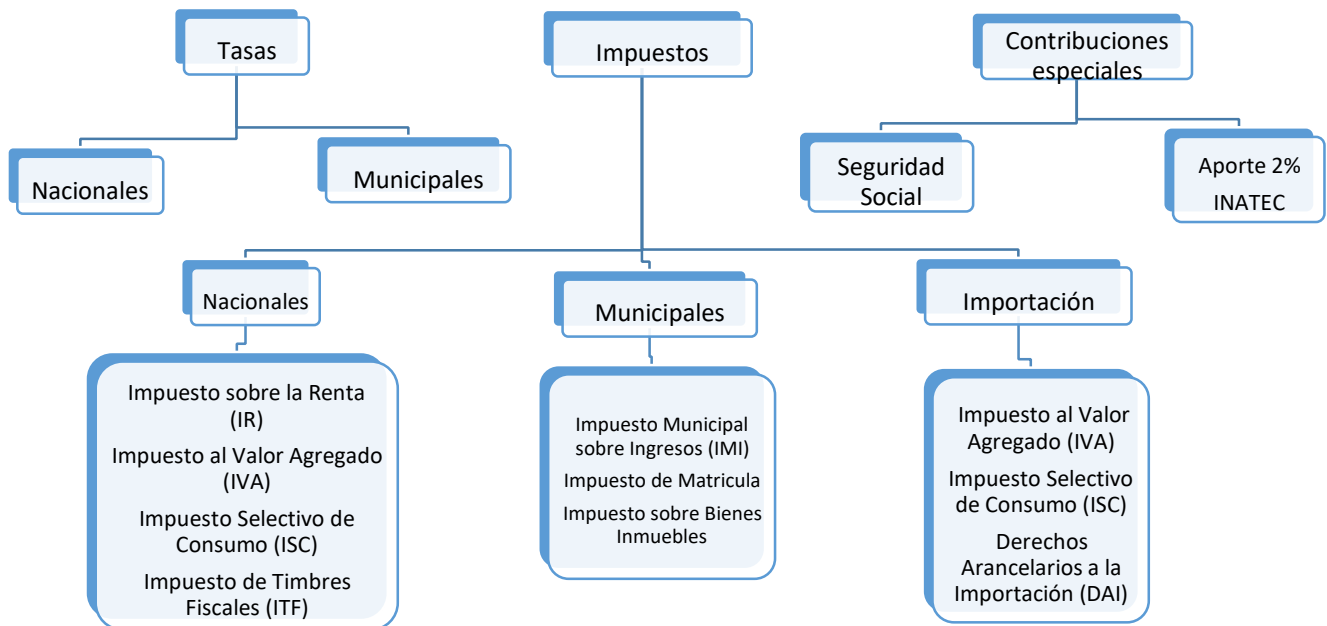 Tasas
Impuestos
Contribuciones
especiales
Nacionales
Municipales
Seguridad
Social
Aporte 2%
INATEC
Nacionales
Municipales
Importación
Impuesto sobre la Renta
(IR)
Impuesto al Valor Agregado
(IVA)
Impuesto Selectivo de
Consumo (ISC)
Impuesto de Timbres
Fiscales (ITF)
Impuesto Municipal
sobre Ingresos (IMI)
Impuesto de Matricula
Impuesto sobre Bienes
Inmuebles
Impuesto al Valor
Agregado (IVA)
Impuesto Selectivo
de Consumo (ISC)
Derechos
Arancelarios a la
Importación (DAI)